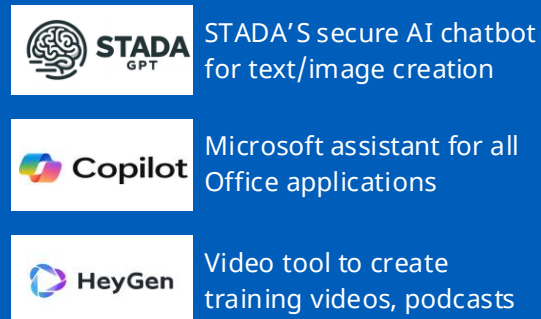 STADA
GPT
STADA’S secure AI chatbot
for text/image creation
Copilot
Microsoft assistant for all
Office applications
HeyGen
Video tool to create
training videos, podcasts